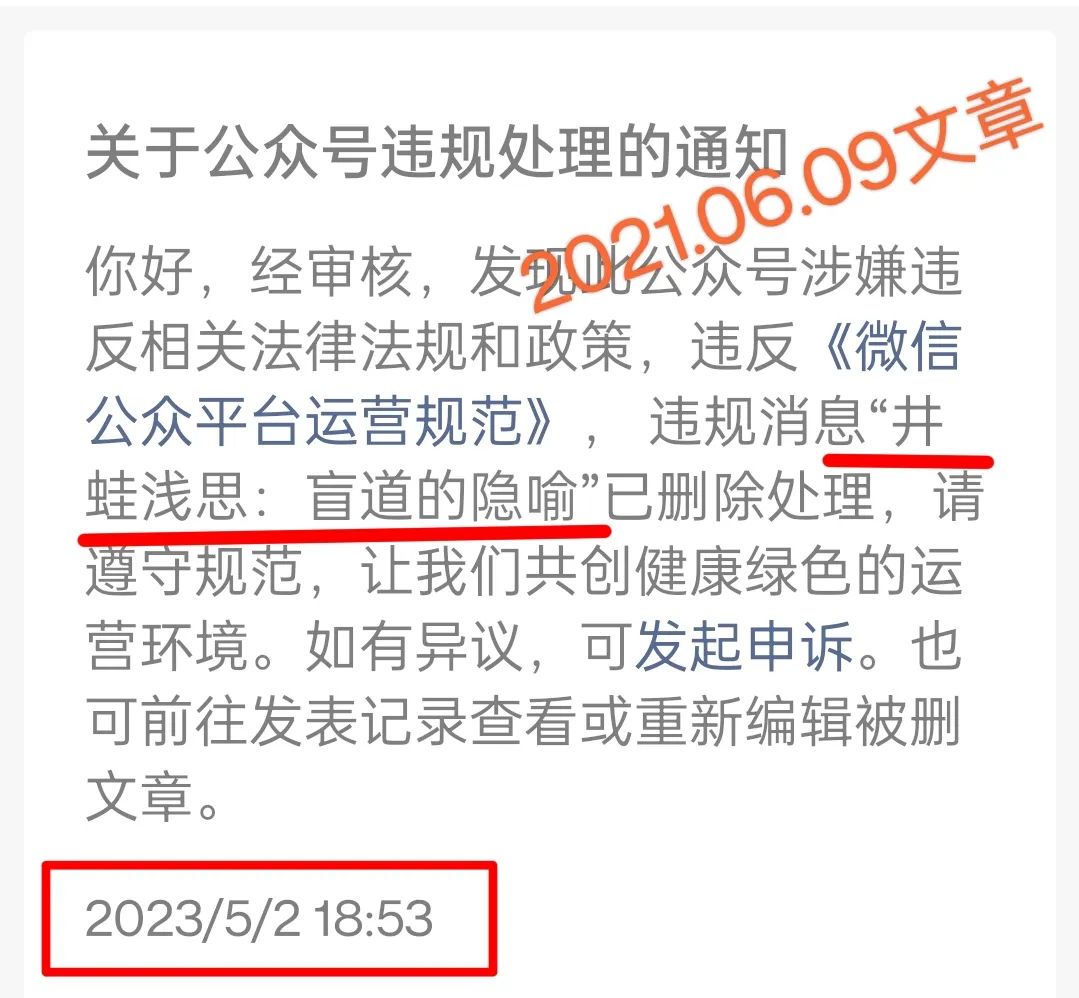 关于公众号违规处理的通知
2021.06.09文章
你好，经审核，发现此公众号涉嫌违
反相关法律法规和政策，违反《微信
公众平台运营规范》，违规消息“井
蛙浅思：盲道的隐喻”已删除处理，请
遵守规范，让我们共创健康绿色的运
营环境。如有异议，可发起申诉。也
可前往发表记录查看或重新编辑被删
文章。
2023/5/2 18:53